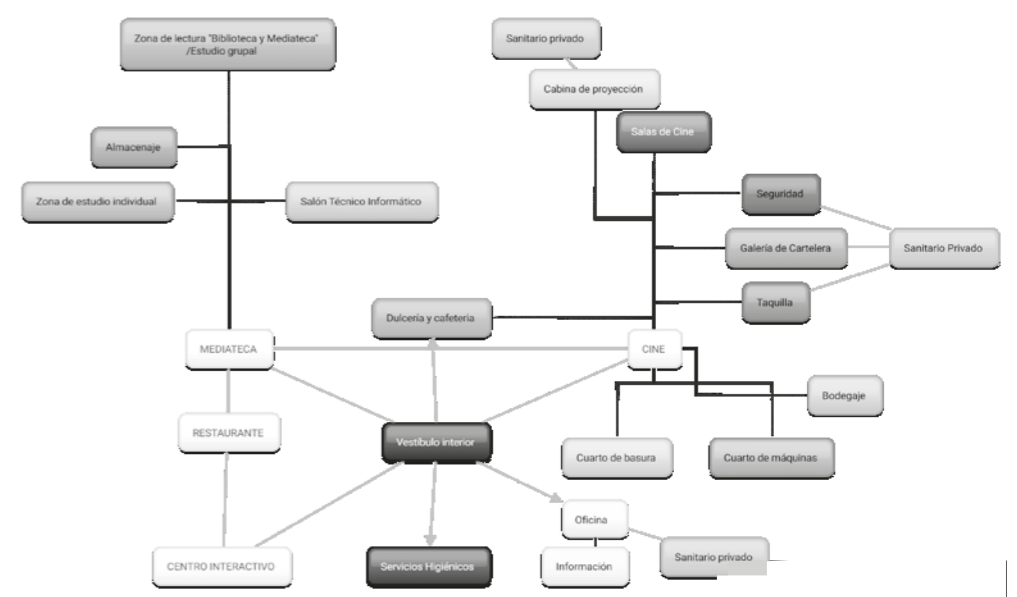 Zona de lectura "Biblioteca y Mediateca"
/Estudio grupal
Sanitario privado
Cabina de proyección
Salas de Cine
Almacenaje
Zona de estudio individual
Salón Técnico Informático
Seguridad
Galería de Cartelera
Sanitario Privado
Taquilla
Dulcería y cafeteria
MEDIATECA
CINE
Bodegaje
RESTAURANTE
Vestíbulo interior
Cuarto de basura
Cuarto de máquinas
Oficina
CENTRO INTERACTIVO
Servicios Higiénicos
Información
Sanitario privado